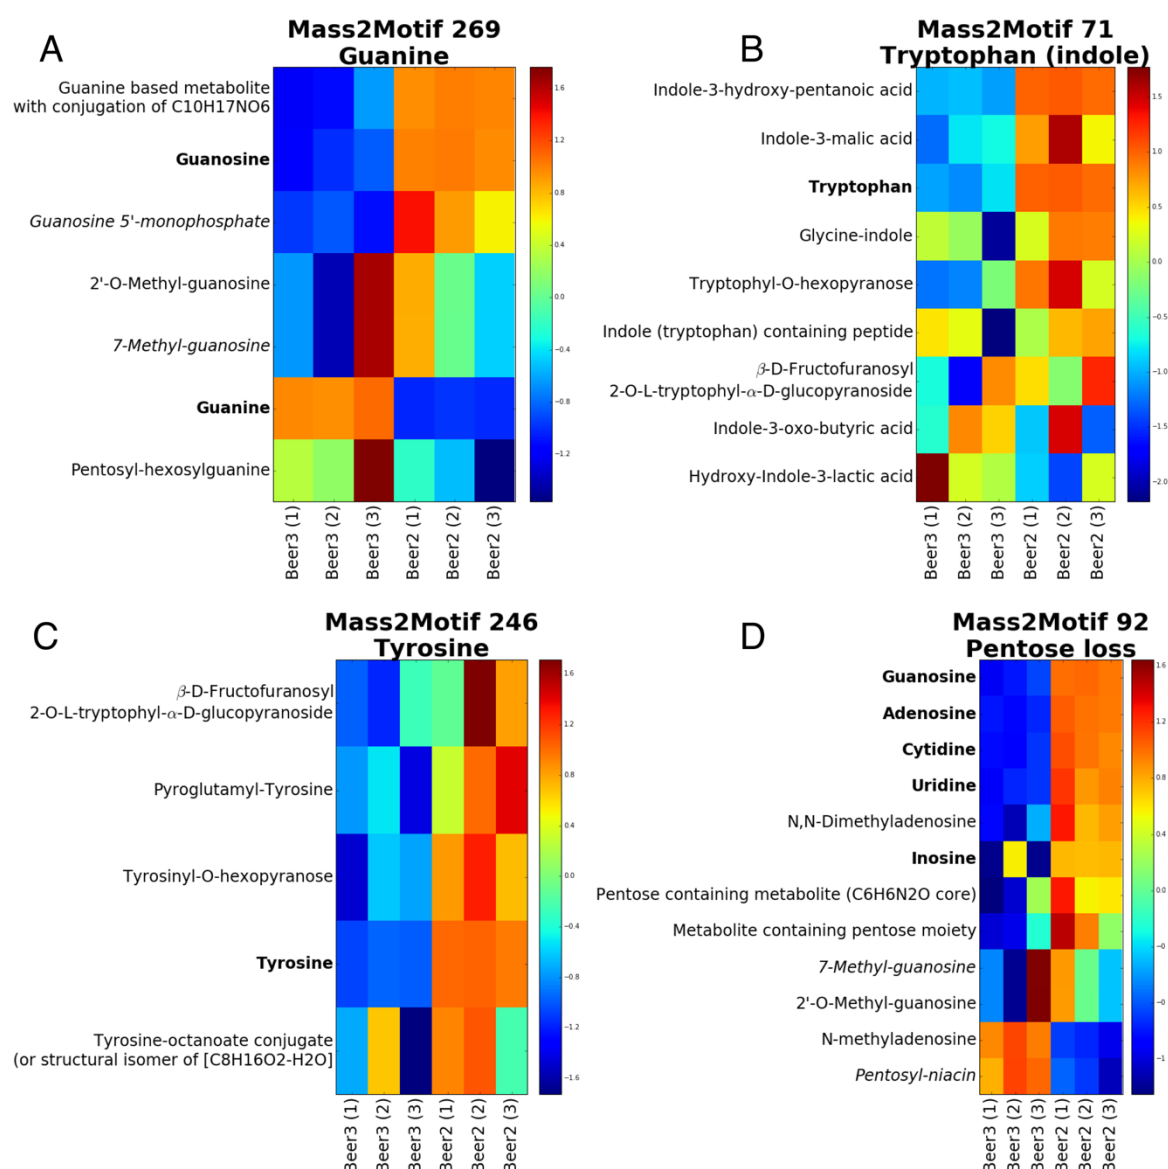 A
Mass2Motif 269
Guanine
Guanine based metabolite
with conjugation of C10H17NO6
Guanosine
Guanosine 5'-monophosphate
2'-O-Methyl-guanosine
7-Methyl-guanosine
Guanine
Pentosyl-hexosylguanine
1.6
1.2
0.8
0.4
0.0
−0.4
−0.8
−1.2
Beer3 (1)
Beer3 (2)
Beer3 (3)
Beer2 (1)
Beer2 (2)
Beer2 (3)
B
Mass2Motif 71
Tryptophan (indole)
Indole-3-hydroxy-pentanoic acid
Indole-3-malic acid
Tryptophan
Glycine-indole
Tryptophyl-O-hexopyranose
Indole (tryptophan) containing peptide
β-D-Fructofuranosyl
2-O-L-tryptophyl-α-D-glucopyranoside
Indole-3-oxo-butyric acid
Hydroxy-Indole-3-lactic acid
1.5
1.0
0.5
0.0
−0.5
−1.0
−1.5
−2.0
Beer3 (1)
Beer3 (2)
Beer3 (3)
Beer2 (1)
Beer2 (2)
Beer2 (3)
C
Mass2Motif 246
Tyrosine
β-D-Fructofuranosyl
2-O-L-tryptophyl-α-D-glucopyranoside
Pyroglutamyl-Tyrosine
Tyrosinyl-O-hexopyranose
Tyrosine
Tyrosine-octanoate conjugate
(or structural isomer of [C8H16O2-H2O]
1.6
1.2
0.8
0.4
0.0
−0.4
−0.8
−1.2
−1.6
Beer3 (1)
Beer3 (2)
Beer3 (3)
Beer2 (1)
Beer2 (2)
Beer2 (3)
D
Mass2Motif 92
Pentose loss
Guanosine
Adenosine
Cytidine
Uridine
N,N-Dimethyladenosine
Inosine
Pentose containing metabolite (C6H6N2O core)
Metabolite containing pentose moiety
7-Methyl-guanosine
2'-O-Methyl-guanosine
N-methyladenosine
Pentosyl-niacin
1.6
1.2
0.8
0.4
0.0
−0.4
−0
−1
Beer3 (1)
Beer3 (2)
Beer3 (3)
Beer2 (1)
Beer2 (2)
Beer2 (3)